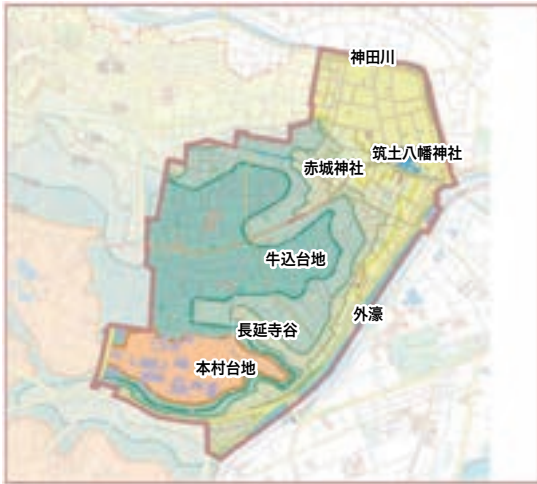 神田川
筑土八幡神社
赤城神社
牛込台地
外濠
長延寺谷
本村台地